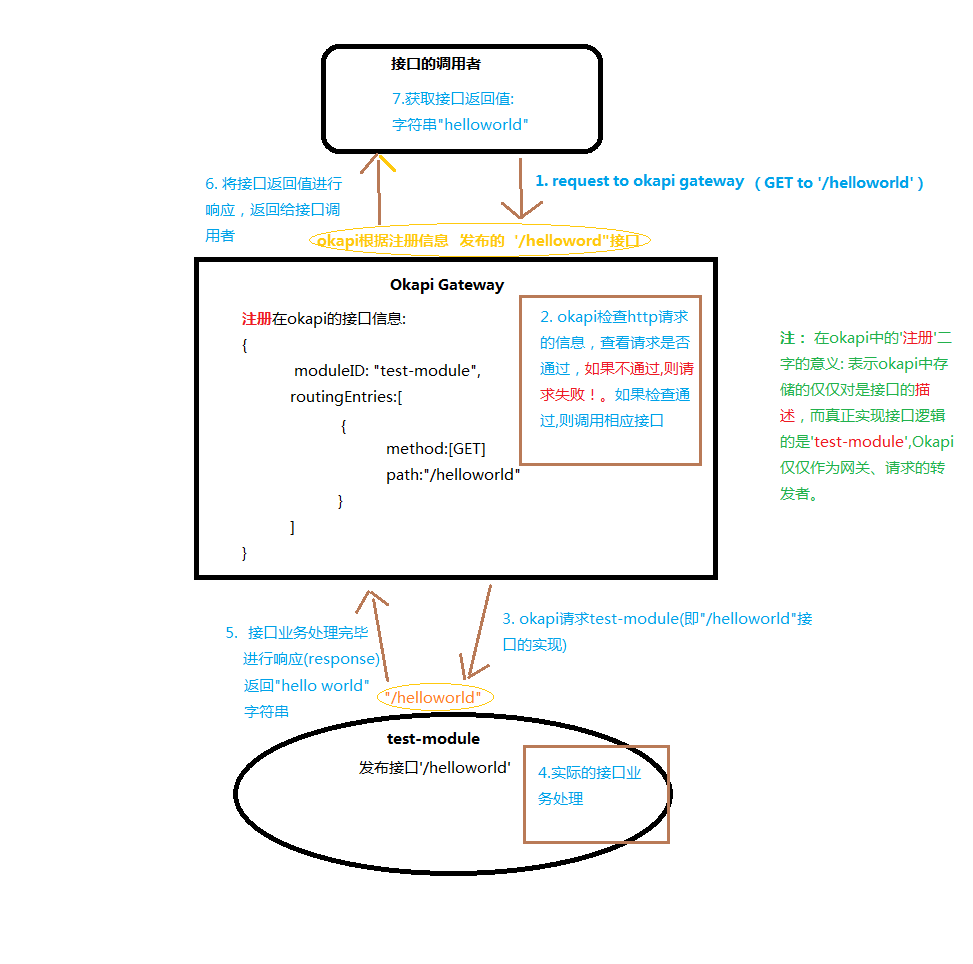 接口的调用者
7.获取接口返回值:
字符串"helloworld"
6. 将接口返回值进行
响应，返回给接口调
用者
1. request to okapi gateway （GET to '/helloworld'）
okapi根据注册信息 发布的 '/helloword"接口
Okapi Gateway
注册在okapi的接口信息:
{
moduleID: "test-module",
routingEntries:[
{
method:[GET]
path:"/helloworld"
}
]
}
2. okapi检查http请求
的信息，查看请求是否
通过，如果不通过,则请
求失败！。如果检查通
过,则调用相应接口
注： 在okapi中的'注册'二
字的意义: 表示okapi中存
储的仅仅对是接口的描
述，而真正实现接口逻辑
的是'test-module',Okapi
仅仅作为网关、请求的转
发者。
3. okapi请求test-module(即"/helloworld"接
口的实现)
5. 接口业务处理完毕
进行响应(response)
返回"hello world"
字符串
"/helloworld"
test-module
发布接口'/helloworld'
4.实际的接口业
务处理